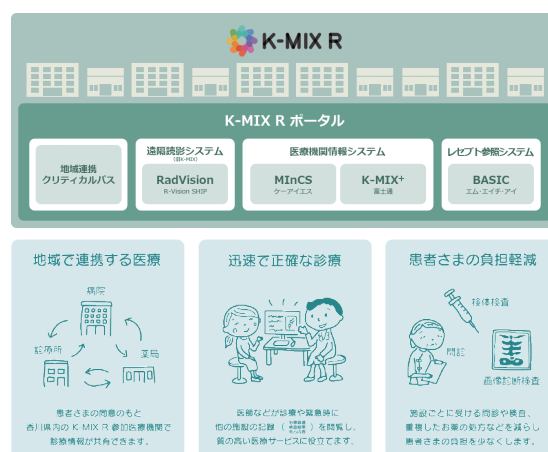 K-MIX R
K-MIX R ポータル
地域連携
クリティカルパス
遠隔読影システム
(旧K-MIX)
RadVision
R-Vision SHIP
医療機関情報システム
MInCS
ケーアイエス
K-MIX+
富士通
レセプト参照システム
BASIC
エム・エイチ・アイ
地域で連携する医療
病院
診療所
薬局
患者さまの同意のもと
香川県内の K-MIX R 参加医療機関で
診療情報が共有できます。
迅速で正確な診療
医師などが診療や緊急時に
他の施設の記録（ ）を閲覧し、
質の高い医療サービスに役立てます。
患者さまの負担軽減
検体検査
問診
画像診断検査
施設ごとに受ける問診や検査、
重複したお薬の処方などを減らし
患者さまの負担を少なくします。